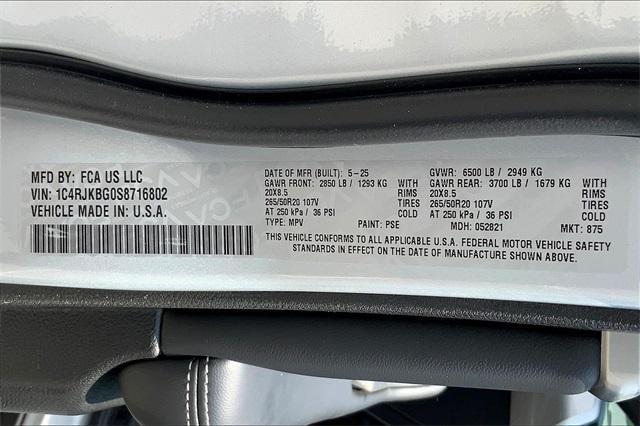 MFD BY: FCA US LLC
VIN: 1C4RJKBG0S8716802
VEHICLE MADE IN: U.S.A.
DATE OF MFR (BUILT): 5-25
GAWR FRONT: 2850 LB / 1293 KG WITH
20X8.5 RIMS
265/50R20 107V TIRES
AT 250 kPa / 36 PSI COLD
TYPE: MPV PAINT: PSE
GVWR: 6500 LB / 2949 KG
GAWR REAR: 3700 LB / 1679 KG WITH
20X8.5 RIMS
265/50R20 107V TIRES
AT 250 kPa / 36 PSI COLD
MDH: 052821 MKT: 875
THIS VEHICLE CONFORMS TO ALL APPLICABLE U.S.A. FEDERAL MOTOR VEHICLE SAFETY
STANDARDS IN EFFECT ON THE DATE OF MANUFACTURE SHOWN ABOVE.